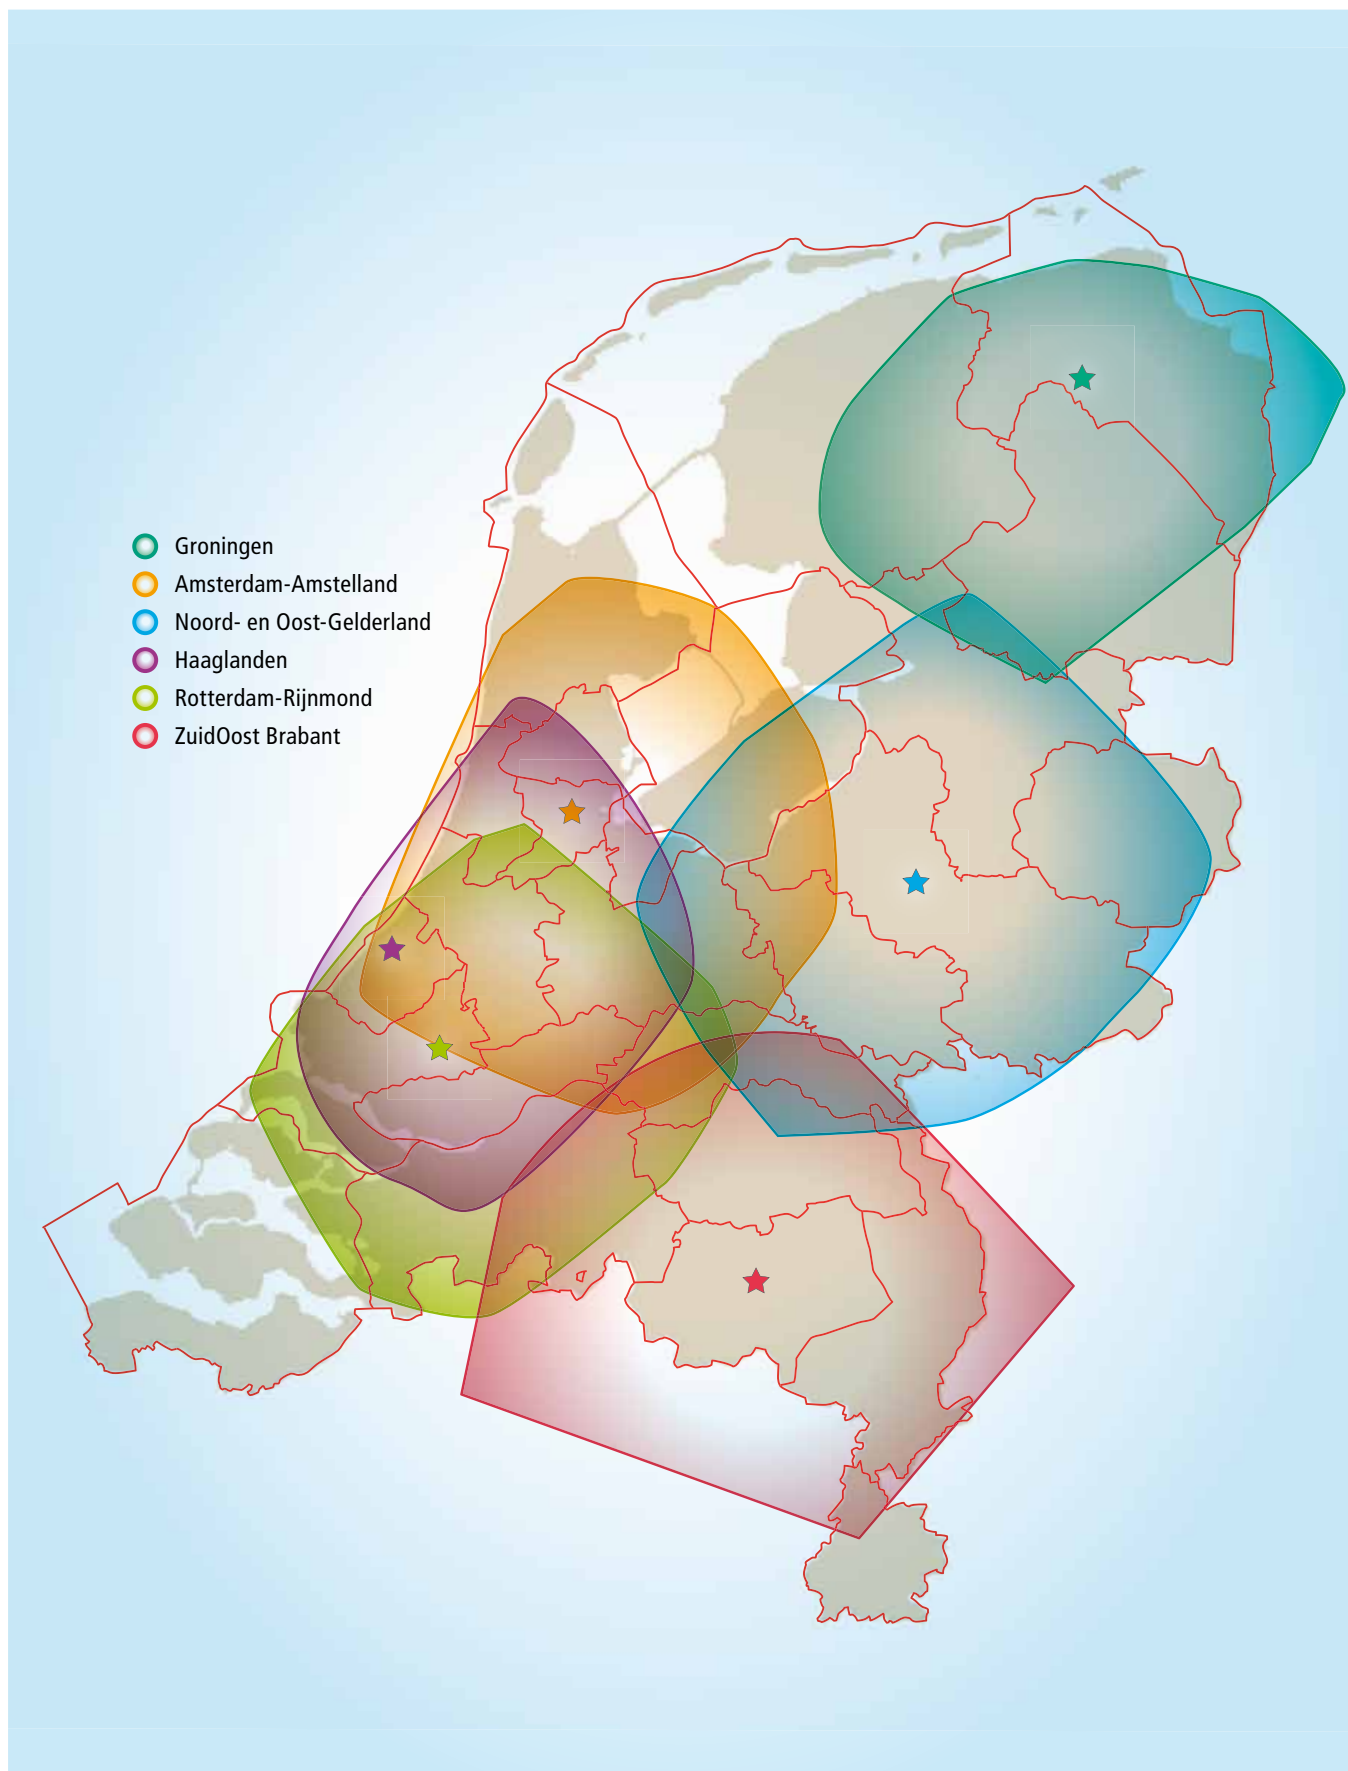 Groningen
Amsterdam-Amstelland
Noord- en Oost-Gelderland
Haaglanden
Rotterdam-Rijnmond
ZuidOost Brabant